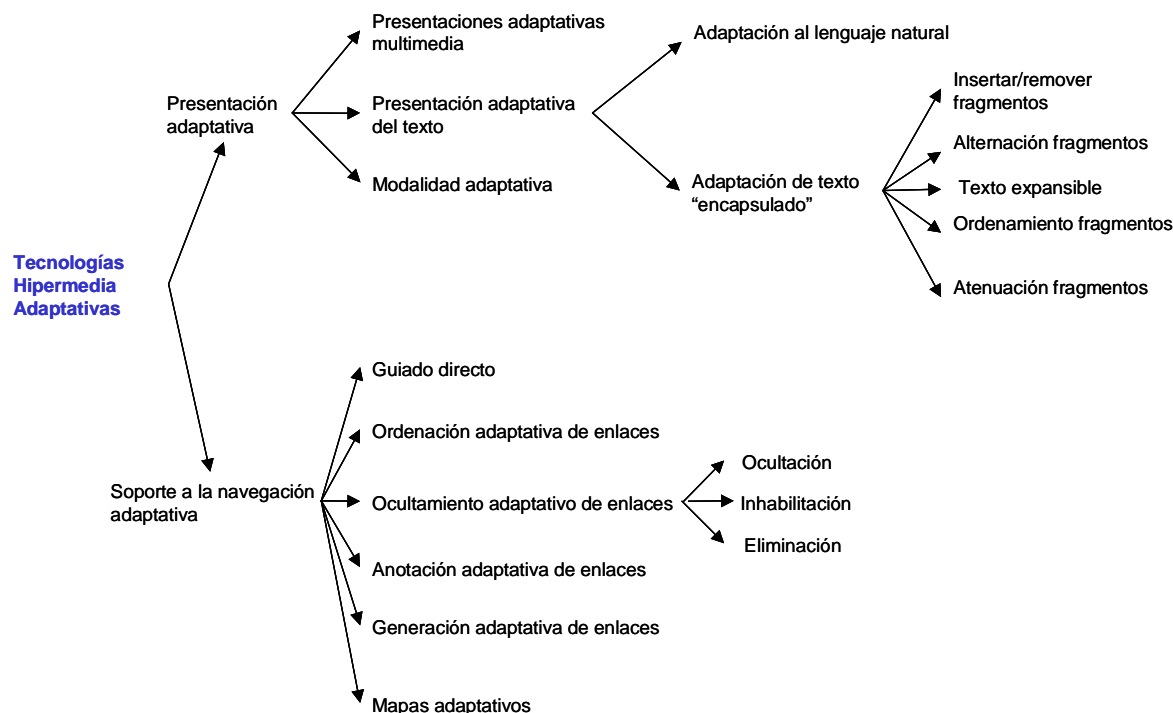 Presentaciones adaptativas
multimedia
Adaptación al lenguaje natural
Insertar/remover
fragmentos
Presentación
adaptativa
Presentación adaptativa
del texto
Alternación fragmentos
Modalidad adaptativa
Adaptación de texto
“encapsulado”
Texto expansible
Ordenamiento fragmentos
Atenuación fragmentos
Tecnologías
Hipermedia
Adaptativas
Guiado directo
Ordenación adaptativa de enlaces
Ocultación
Soporte a la navegación
adaptativa
Ocultamiento adaptativo de enlaces
Inhabilitación
Eliminación
Anotación adaptativa de enlaces
Generación adaptativa de enlaces
Mapas adaptativos